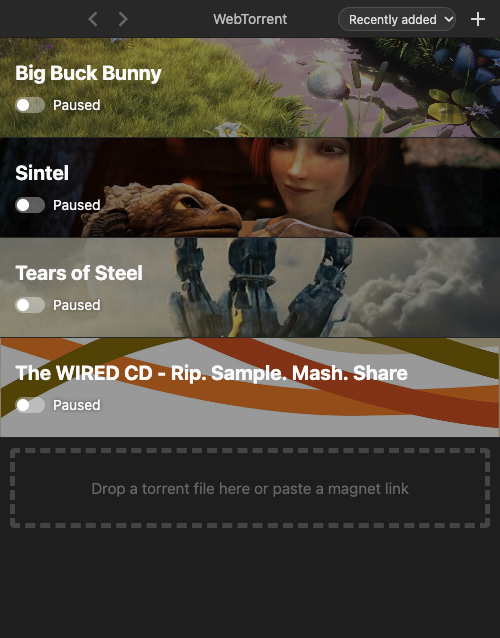 WebTorrent
Recently added
Big Buck Bunny
Paused
Sintel
Paused
Tears of Steel
Paused
The WIRED CD - Rip. Sample. Mash. Share
Paused
Drop a torrent file here or paste a magnet link